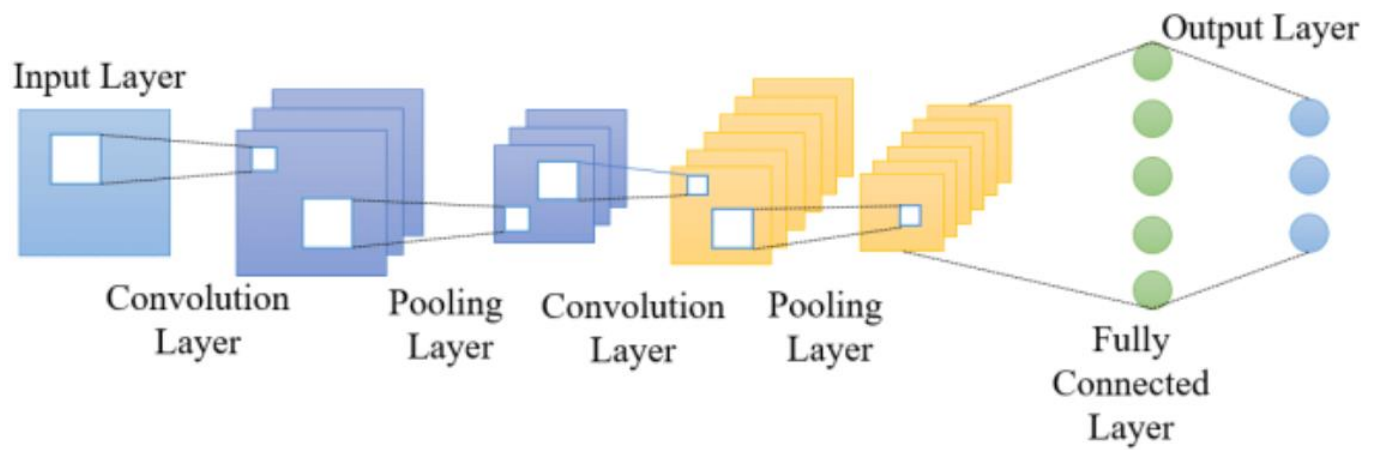 Input Layer
Convolution
Layer
Pooling
Layer
Convolution
Layer
Pooling
Layer
Fully
Connected
Layer
Output Layer